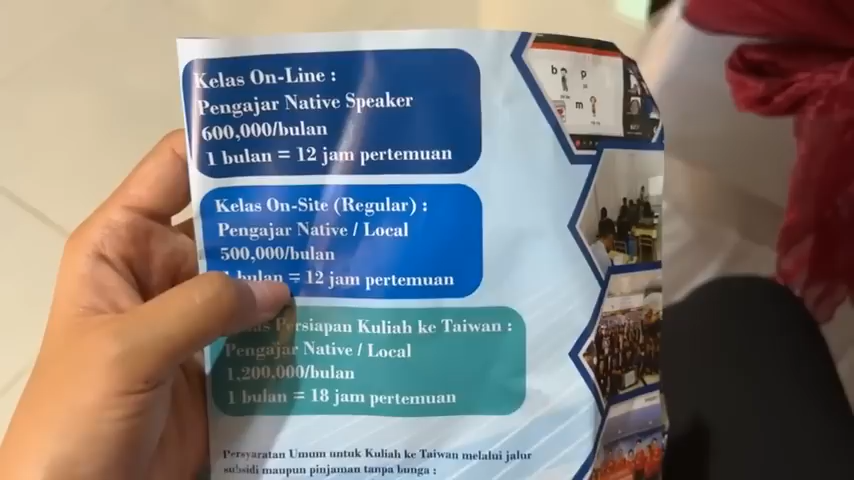 Kelas On-Line :
Pengajar Native Speaker
600,000/bulan
1 bulan = 12 jam pertemuan
Kelas On-Site (Regular) :
Pengajar Native / Local
500,000/bulan
1 bulan = 12 jam pertemuan
Persiapan Kuliah ke Taiwan :
Pengajar Native / Local
1,200,000/bulan
1 bulan = 18 jam pertemuan
Persyaratan Umum untuk Kuliah ke Taiwan melalui jalur
subsidi maupun pinjaman tanpa bunga :
b p
m